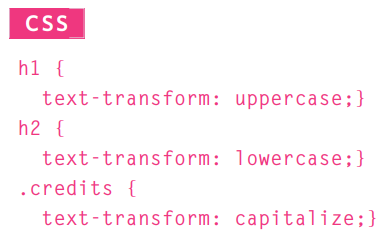 CSS
h1 {
  text-transform: uppercase;}
h2 {
  text-transform: lowercase;}
.credits {
  text-transform: capitalize;}